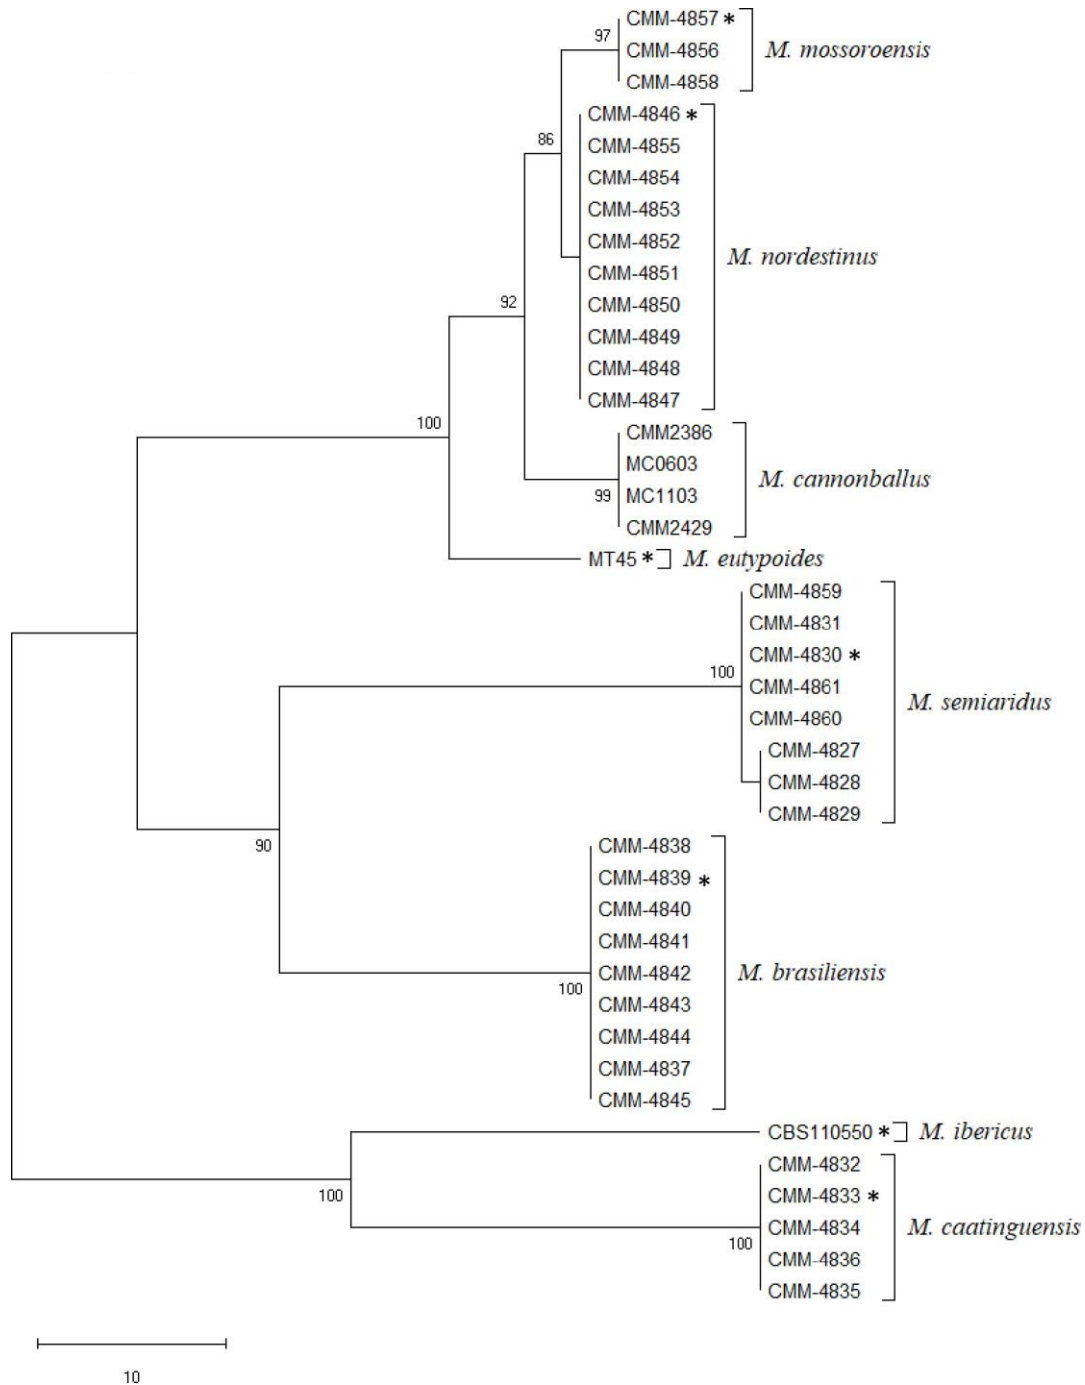 CMM-4857 *
97
CMM-4856
M. mossoroensis
CMM-4858
CMM-4846 *
86
CMM-4855
CMM-4854
CMM-4853
CMM-4852
M. nordestinus
CMM-4851
CMM-4850
92
CMM-4849
CMM-4848
CMM-4847
100
CMM2386
MC0603
M. cannonballus
MC1103
99
CMM2429
MT45 *
M. eutypoides
CMM-4859
CMM-4831
CMM-4830 *
100
CMM-4861
M. semiaridus
CMM-4860
CMM-4827
CMM-4828
CMM-4829
90
CMM-4838
CMM-4839 *
CMM-4840
CMM-4841
CMM-4842
M. brasiliensis
100
CMM-4843
CMM-4844
CMM-4837
CMM-4845
CBS110550 *
M. ibericus
CMM-4832
100
CMM-4833 *
CMM-4834
M. caatinguensis
100
CMM-4836
CMM-4835
10